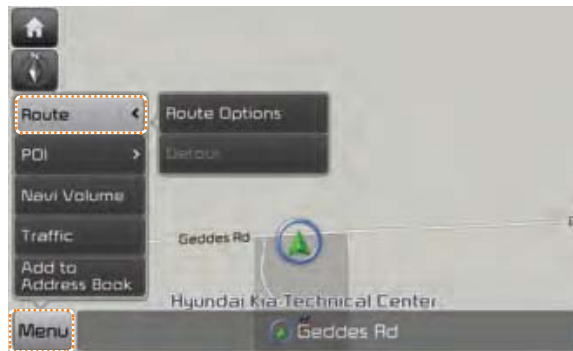 Route
Route Options
POI
Detour
Navi Volume
Traffic
Geddes Rd
Add to
Address Book
Hyundai Kia Technical Center
Menu
Geddes Rd